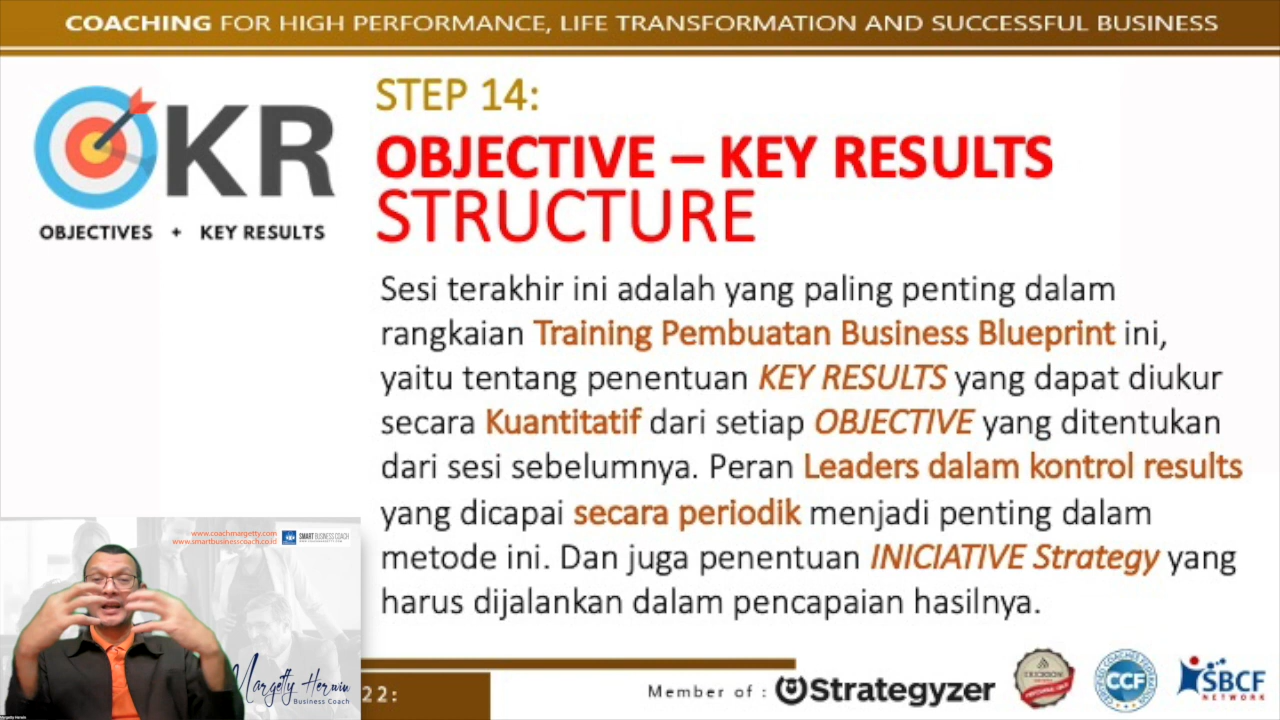 COACHING FOR HIGH PERFORMANCE, LIFE TRANSFORMATION AND SUCCESSFUL BUSINESS
OKR
OBJECTIVES + KEY RESULTS
STEP 14:
OBJECTIVE – KEY RESULTS
STRUCTURE
Sesi terakhir ini adalah yang paling penting dalam
rangkaian Training Pembuatan Business Blueprint ini,
yaitu tentang penentuan KEY RESULTS yang dapat diukur
secara Kuantitatif dari setiap OBJECTIVE yang ditentukan
dari sesi sebelumnya. Peran Leaders dalam kontrol results
yang dicapai secara periodik menjadi penting dalam
metode ini. Dan juga penentuan INICIATIVE Strategy yang
harus dijalankan dalam pencapaian hasilnya.
www.coachmargetty.com
www.smartbusinesscoach.co.id
SMART BUSINESS COACH
Margetty Herwin
Business Coach
Margetty Herwin
22:
Member of :
Strategyzer
CCF
SBCF
NETWORK